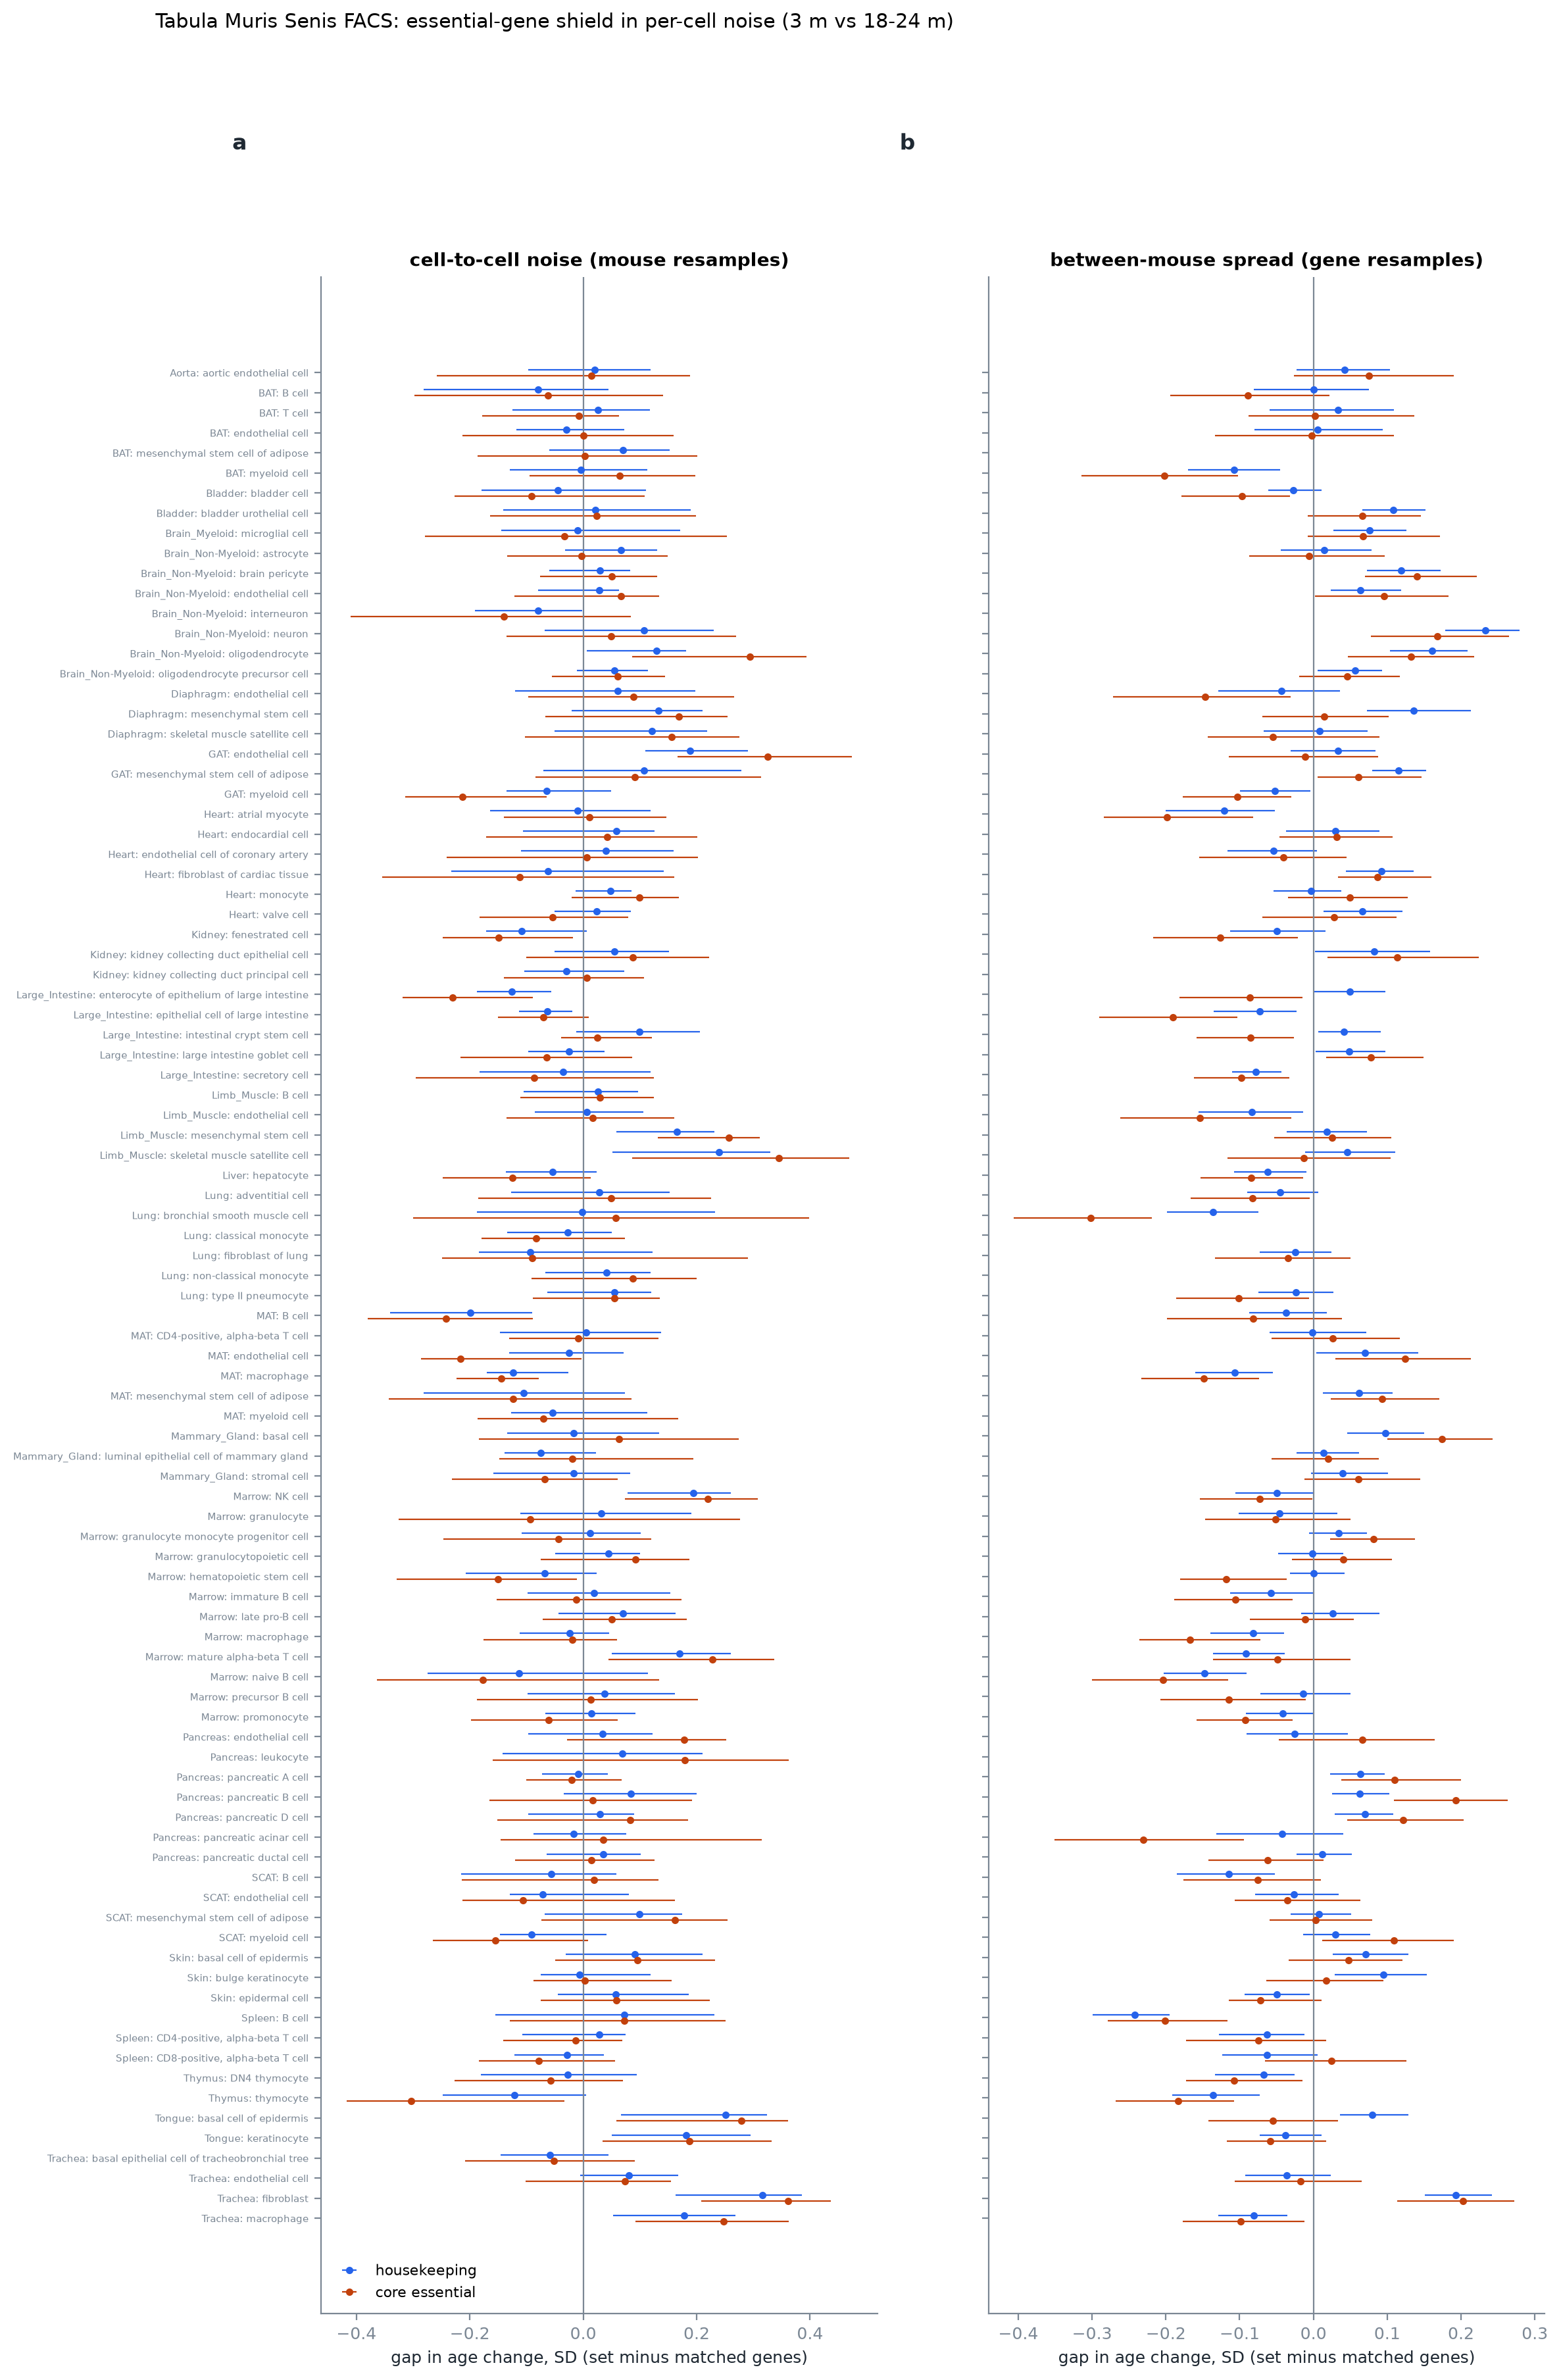 Tabula Muris Senis FACS: essential-gene shield in per-cell noise (3 m vs 18-24 m)
a
b
cell-to-cell noise (mouse resamples)
between-mouse spread (gene resamples)
Aorta: aortic endothelial cell
BAT: B cell
BAT: T cell
BAT: endothelial cell
BAT: mesenchymal stem cell of adipose
BAT: myeloid cell
Bladder: bladder cell
Bladder: bladder urothelial cell
Brain_Myeloid: microglial cell
Brain_Non-Myeloid: astrocyte
Brain_Non-Myeloid: brain pericyte
Brain_Non-Myeloid: endothelial cell
Brain_Non-Myeloid: interneuron
Brain_Non-Myeloid: neuron
Brain_Non-Myeloid: oligodendrocyte
Brain_Non-Myeloid: oligodendrocyte precursor cell
Diaphragm: endothelial cell
Diaphragm: mesenchymal stem cell
Diaphragm: skeletal muscle satellite cell
GAT: endothelial cell
GAT: mesenchymal stem cell of adipose
GAT: myeloid cell
Heart: atrial myocyte
Heart: endocardial cell
Heart: endothelial cell of coronary artery
Heart: fibroblast of cardiac tissue
Heart: monocyte
Heart: valve cell
Kidney: fenestrated cell
Kidney: kidney collecting duct epithelial cell
Kidney: kidney collecting duct principal cell
Large_Intestine: enterocyte of epithelium of large intestine
Large_Intestine: epithelial cell of large intestine
Large_Intestine: intestinal crypt stem cell
Large_Intestine: large intestine goblet cell
Large_Intestine: secretory cell
Limb_Muscle: B cell
Limb_Muscle: endothelial cell
Limb_Muscle: mesenchymal stem cell
Limb_Muscle: skeletal muscle satellite cell
Liver: hepatocyte
Lung: adventitial cell
Lung: bronchial smooth muscle cell
Lung: classical monocyte
Lung: fibroblast of lung
Lung: non-classical monocyte
Lung: type II pneumocyte
MAT: B cell
MAT: CD4-positive, alpha-beta T cell
MAT: endothelial cell
MAT: macrophage
MAT: mesenchymal stem cell of adipose
MAT: myeloid cell
Mammary_Gland: basal cell
Mammary_Gland: luminal epithelial cell of mammary gland
Mammary_Gland: stromal cell
Marrow: NK cell
Marrow: granulocyte
Marrow: granulocyte monocyte progenitor cell
Marrow: granulocytopoietic cell
Marrow: hematopoietic stem cell
Marrow: immature B cell
Marrow: late pro-B cell
Marrow: macrophage
Marrow: mature alpha-beta T cell
Marrow: naive B cell
Marrow: precursor B cell
Marrow: promonocyte
Pancreas: endothelial cell
Pancreas: leukocyte
Pancreas: pancreatic A cell
Pancreas: pancreatic B cell
Pancreas: pancreatic D cell
Pancreas: pancreatic acinar cell
Pancreas: pancreatic ductal cell
SCAT: B cell
SCAT: endothelial cell
SCAT: mesenchymal stem cell of adipose
SCAT: myeloid cell
Skin: basal cell of epidermis
Skin: bulge keratinocyte
Skin: epidermal cell
Spleen: B cell
Spleen: CD4-positive, alpha-beta T cell
Spleen: CD8-positive, alpha-beta T cell
Thymus: DN4 thymocyte
Thymus: thymocyte
Tongue: basal cell of epidermis
Tongue: keratinocyte
Trachea: basal epithelial cell of tracheobronchial tree
Trachea: endothelial cell
Trachea: fibroblast
Trachea: macrophage
housekeeping
core essential
−0.4 −0.2 0.0 0.2 0.4
−0.4 −0.3 −0.2 −0.1 0.0 0.1 0.2 0.3
gap in age change, SD (set minus matched genes)
gap in age change, SD (set minus matched genes)